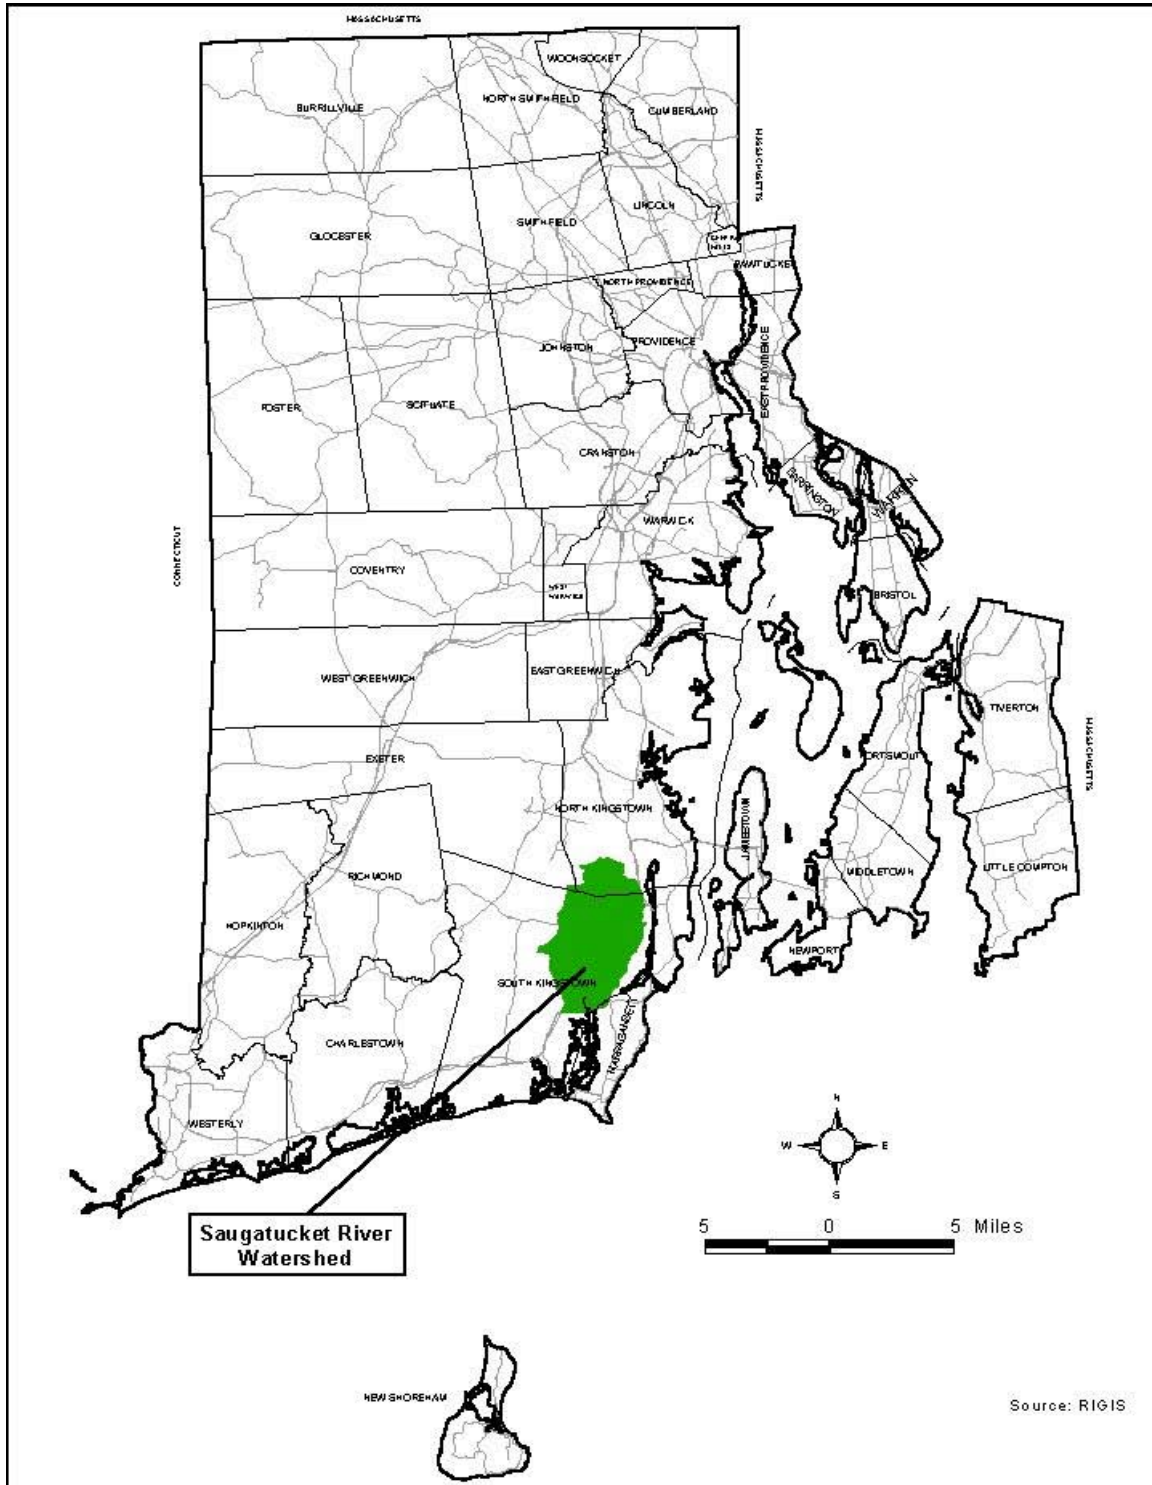 MASSACHUSETTS
WOONSOCKET
BURRILLVILLE
NORTH SMITHFIELD
CUMBERLAND
MASSACHUSETTS
LINCOLN
SMITHFIELD
GLOCESTER
PAWTUCKET
NORTH PROVIDENCE
JOHNSTON
PROVIDENCE
EAST PROVIDENCE
FOSTER
SCITUATE
CRANSTON
BARRINGTON
WARREN
WARWICK
CONNECTICUT
COVENTRY
WEST
WARWICK
BRISTOL
WEST GREENWICH
EAST GREENWICH
TIVERTON
MASSACHUSETTS
EXETER
PORTSMOUTH
NORTH KINGSTOWN
JAMESTOWN
RICHMOND
MIDDLETOWN
LITTLE COMPTON
HOPKINTON
NEWPORT
SOUTH KINGSTOWN
NARRAGANSETT
CHARLESTOWN
WESTERLY
N
W E
S
Saugatucket River
Watershed
5 0 5 Miles
NEW SHOREHAM
Source: RIGIS